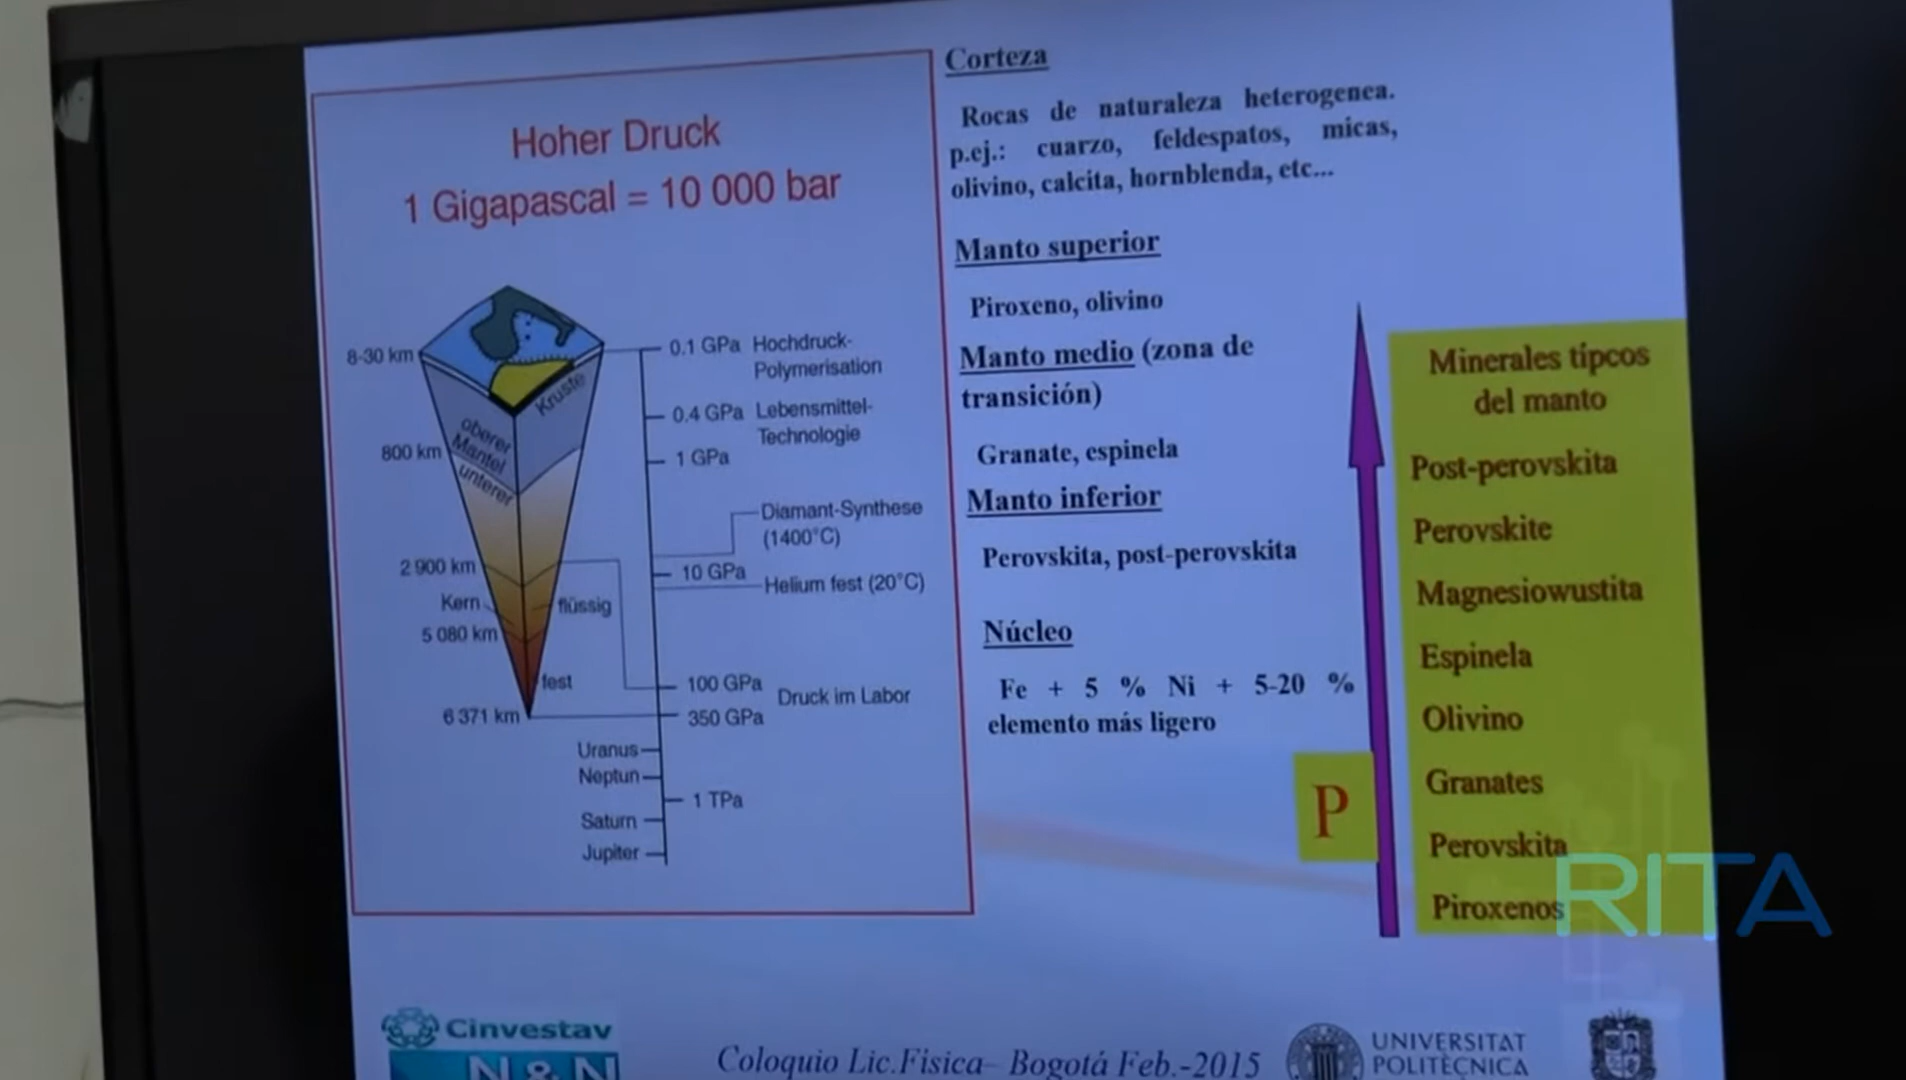 Hoher Druck
1 Gigapascal = 10 000 bar
8-30 km
Kruste
oberer
Mantel
800 km
unterer
2 900 km
Kern
flüssig
5 080 km
fest
6 371 km
0.1 GPa Hochdruck-
Polymerisation
0.4 GPa Lebensmittel-
Technologie
1 GPa
Diamant-Synthese
(1400°C)
10 GPa
Helium fest (20°C)
100 GPa
Druck im Labor
350 GPa
Uranus
Neptun
1 TPa
Saturn
Jupiter
Corteza
Rocas de naturaleza heterogenea.
p.ej.: cuarzo, feldespatos, micas,
olivino, calcita, hornblenda, etc...
Manto superior
Piroxeno, olivino
Manto medio (zona de
transición)
Granate, espinela
Manto inferior
Perovskita, post-perovskita
Núcleo
Fe + 5 % Ni + 5-20 %
elemento más ligero
P
Minerales típcos
del manto
Post-perovskita
Perovskite
Magnesiowustita
Espinela
Olivino
Granates
Perovskita
Piroxenos
RITA
Cinvestav
N & N
Coloquio Lic.Fisica– Bogotá Feb.-2015
UNIVERSITAT
POLITÈCNICA